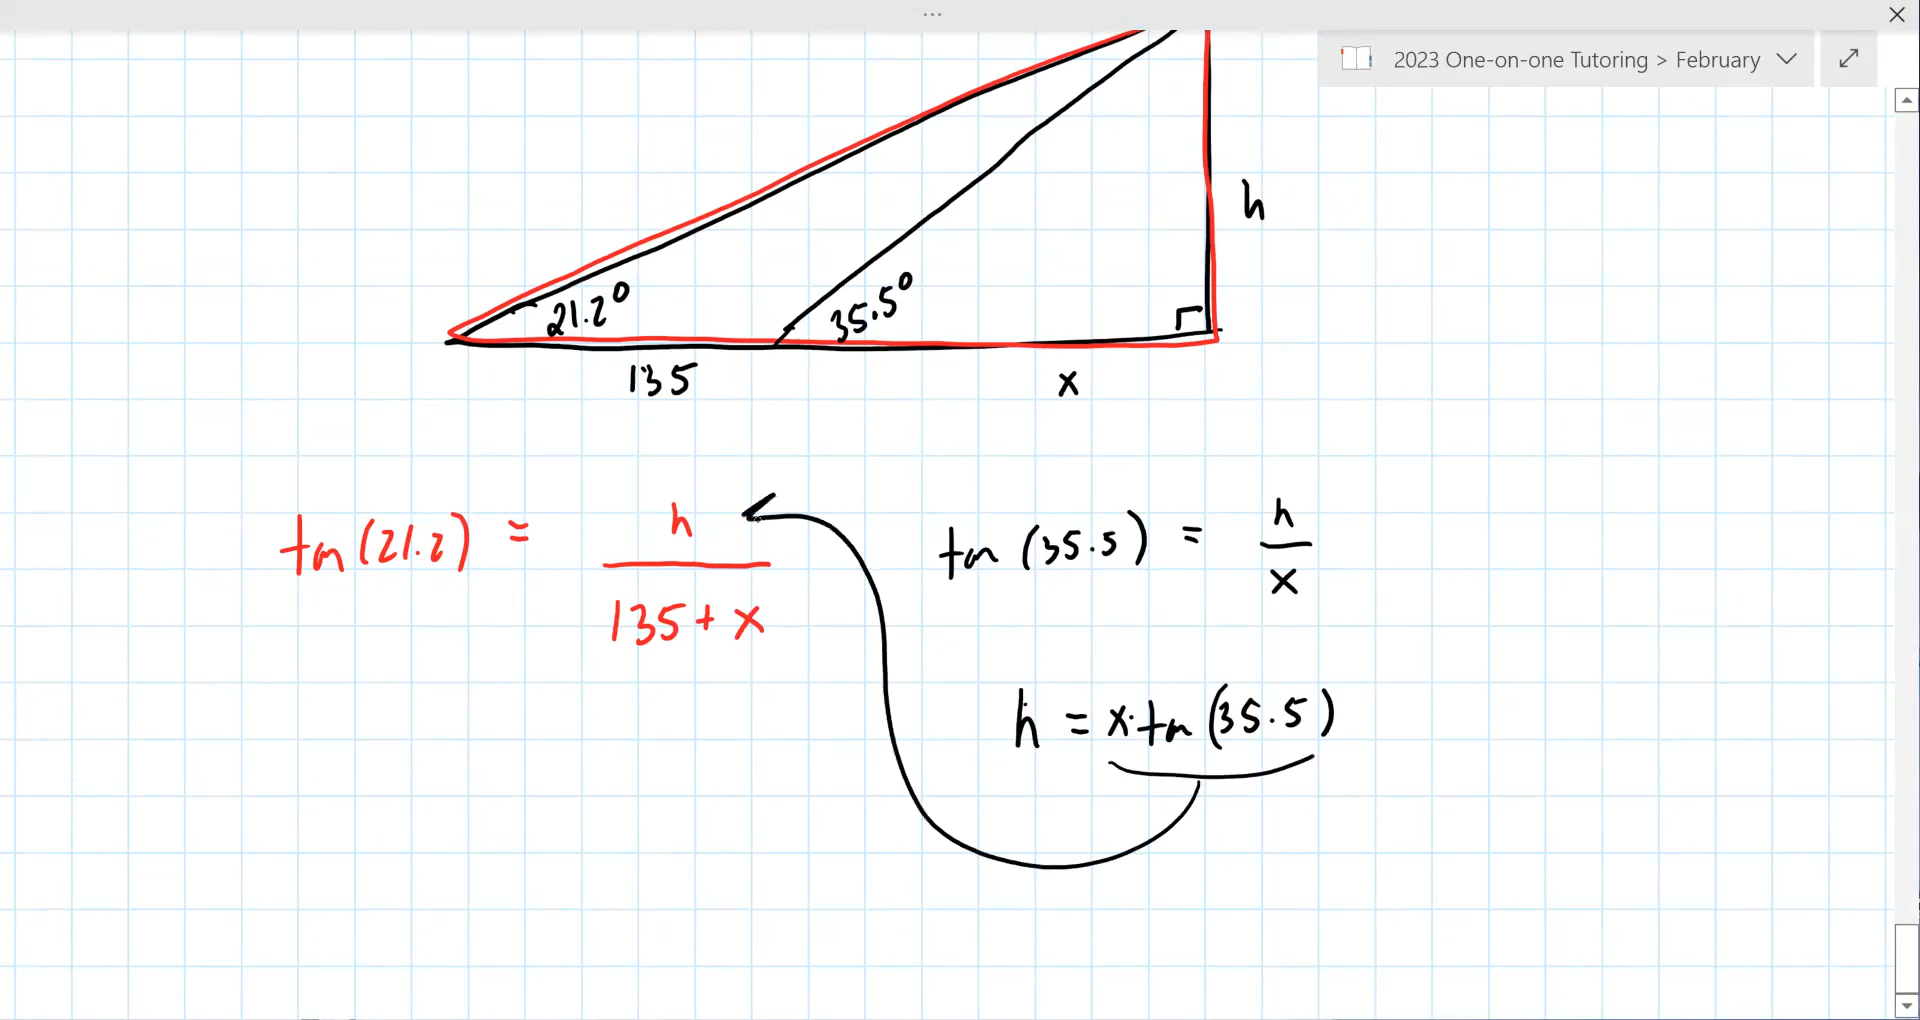 ...
2023 One-on-one Tutoring > February
h
21.2°
35.5°
135
x
tan (21.2) = h / 135 + x
tan (35.5) = h / x
h = x·tan (35.5)